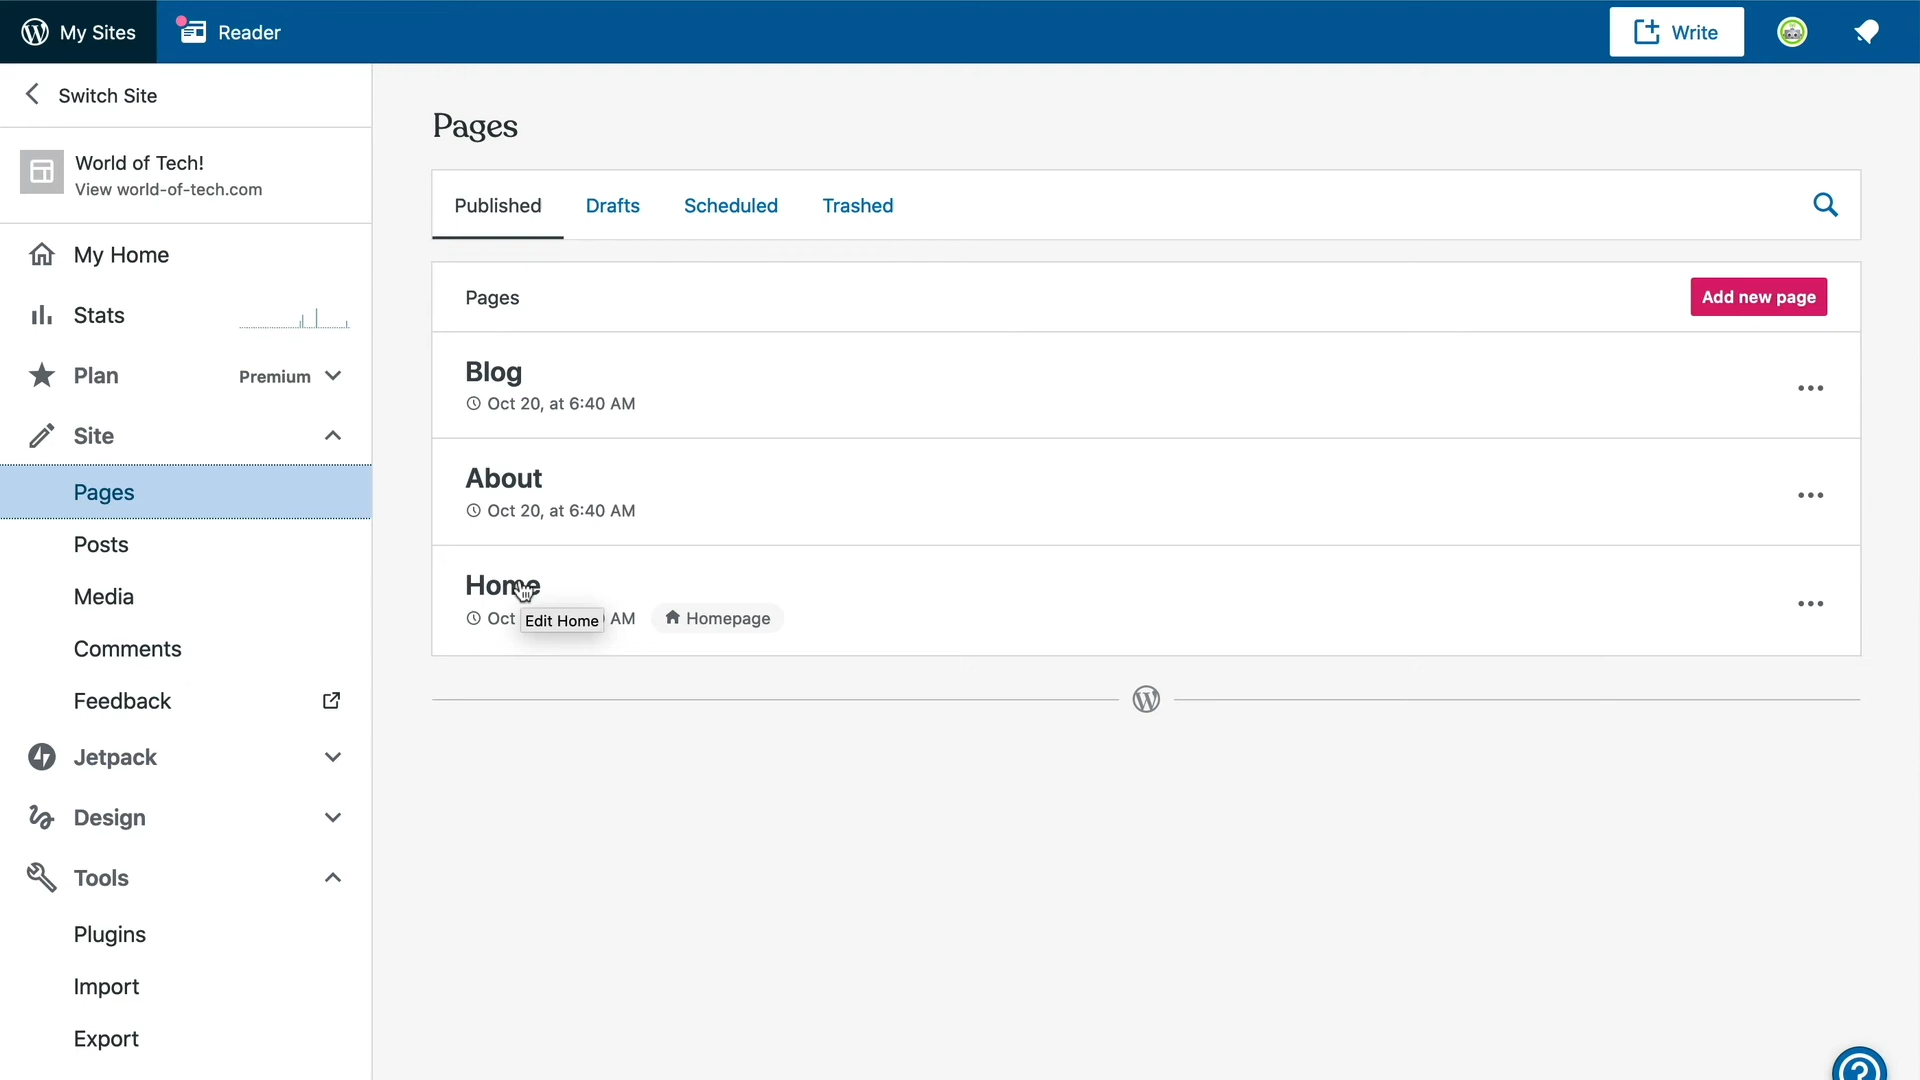 My Sites
Reader
Write
Switch Site
World of Tech!
View world-of-tech.com
My Home
Stats
Plan
Premium
Site
Pages
Posts
Media
Comments
Feedback
Jetpack
Design
Tools
Plugins
Import
Export
Pages
Published
Drafts
Scheduled
Trashed
Pages
Add new page
Blog
Oct 20, at 6:40 AM
About
Oct 20, at 6:40 AM
Home
Oct
Edit Home
AM
Homepage